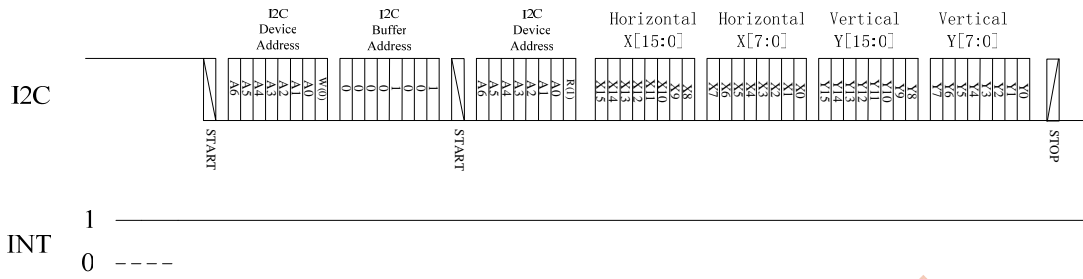 I2C
Device
Address
I2C
Buffer
Address
I2C
Device
Address
Horizontal
X[15:0]
Horizontal
X[7:0]
Vertical
Y[15:0]
Vertical
Y[7:0]
I2C
START
A6
A5
A4
A3
A2
A1
A0
W(0)
0
0
0
0
1
0
0
1
START
A6
A5
A4
A3
A2
A1
A0
R(1)
X15
X14
X13
X12
X11
X10
X9
X8
X7
X6
X5
X4
X3
X2
X1
X0
Y15
Y14
Y13
Y12
Y11
Y10
Y9
Y8
Y7
Y6
Y5
Y4
Y3
Y2
Y1
Y0
STOP
INT
1
0